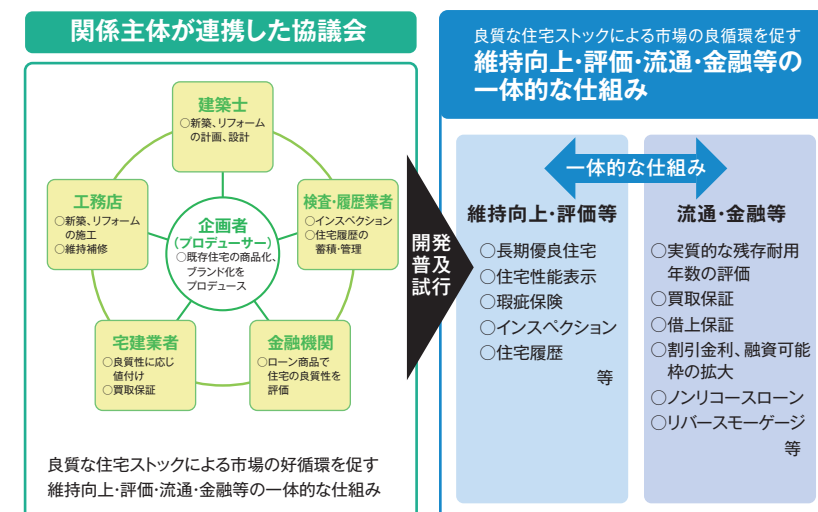 関係主体が連携した協議会
建築士
○新築、リフォーム
の計画、設計
工務店
○新築、リフォーム
の施工
○維持補修
検査・履歴業者
○インスペクション
○住宅履歴の
蓄積・管理
企画者
(プロデューサー)
○既存住宅の商品化、
ブランド化を
プロデュース
宅建業者
○良質性に応じ
値付け
○買取保証
金融機関
○ローン商品で
住宅の良質性を
評価
良質な住宅ストックによる市場の好循環を促す
維持向上・評価・流通・金融等の一体的な仕組み
開発
普及
試行
良質な住宅ストックによる市場の良循環を促す
維持向上・評価・流通・金融等の
一体的な仕組み
一体的な仕組み
維持向上・評価等
○長期優良住宅
○住宅性能表示
○瑕疵保険
○インスペクション
○住宅履歴
等
流通・金融等
○実質的な残存耐用
年数の評価
○買取保証
○借上保証
○割引金利、融資可能
枠の拡大
○ノンリコースローン
○リバースモーゲージ
等